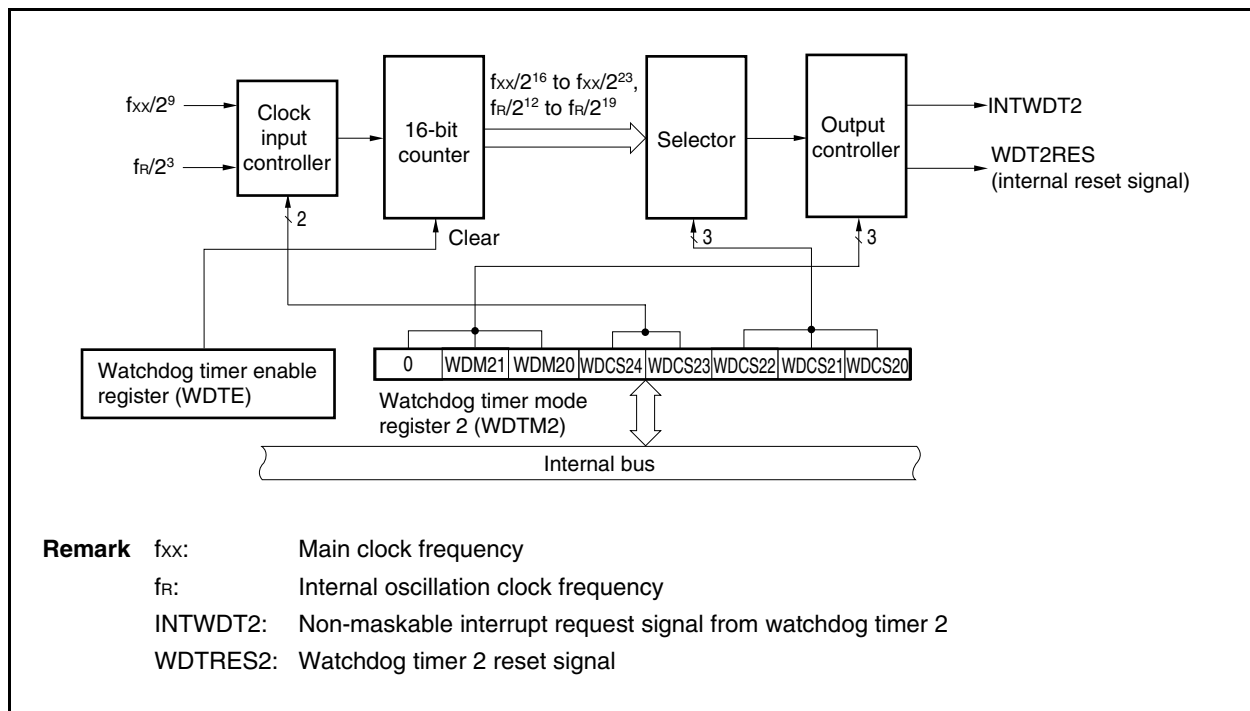 fxx/2⁹
fR/2³
Clock
input
controller
2
16-bit
counter
Clear
fxx/2¹⁶ to fxx/2²³,
fR/2¹² to fR/2¹⁹
Selector
3
Output
controller
3
INTWDT2
WDT2RES
(internal reset signal)
Watchdog timer enable
register (WDTE)
0 WDM21 WDM20 WDCS24 WDCS23 WDCS22 WDCS21 WDCS20
Watchdog timer mode
register 2 (WDTM2)
Internal bus
Remark fxx: Main clock frequency
fR: Internal oscillation clock frequency
INTWDT2: Non-maskable interrupt request signal from watchdog timer 2
WDTRES2: Watchdog timer 2 reset signal